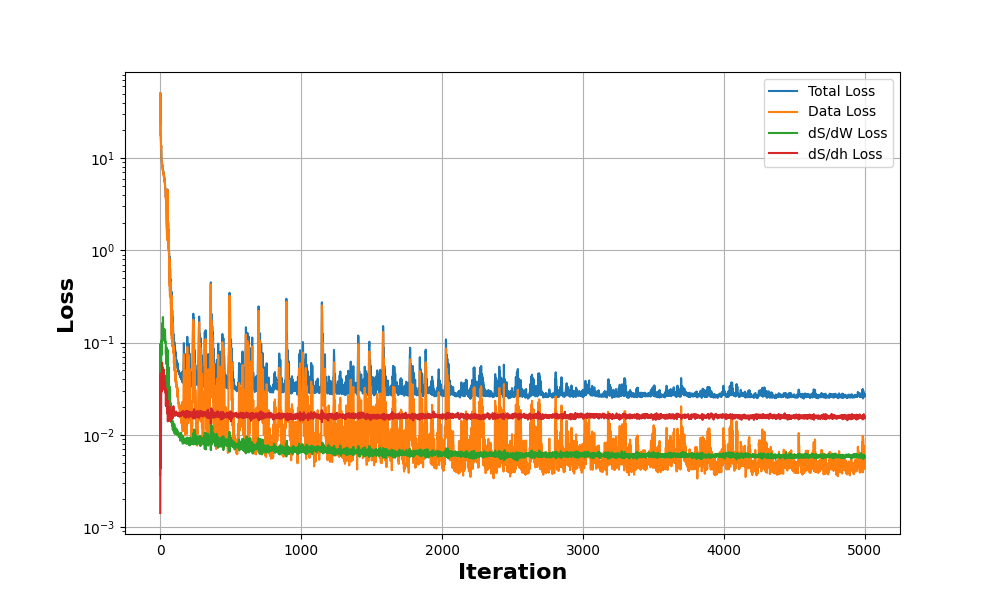 Total Loss
Data Loss
dS/dW Loss
dS/dh Loss
10¹
10⁰
10⁻¹
10⁻²
10⁻³
Loss
0 1000 2000 3000 4000 5000
Iteration